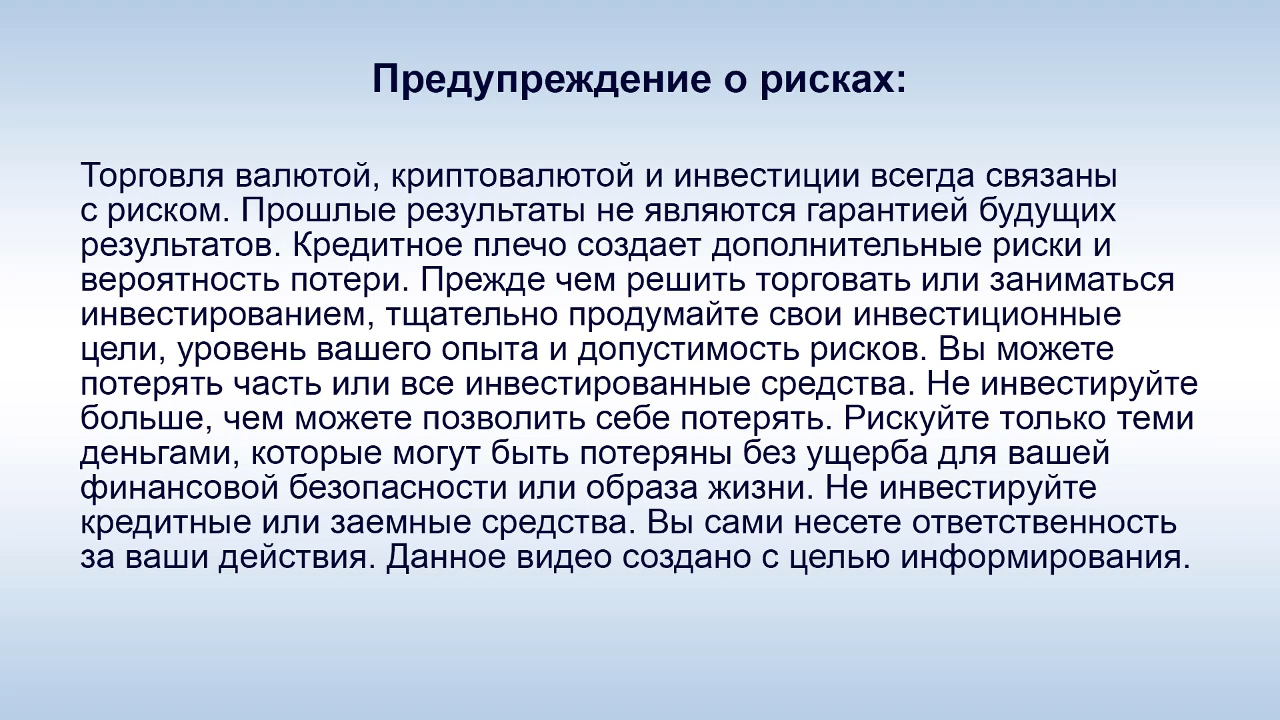 Предупреждение о рисках:
Торговля валютой, криптовалютой и инвестиции всегда связаны
с риском. Прошлые результаты не являются гарантией будущих
результатов. Кредитное плечо создает дополнительные риски и
вероятность потери. Прежде чем решить торговать или заниматься
инвестированием, тщательно продумайте свои инвестиционные
цели, уровень вашего опыта и допустимость рисков. Вы можете
потерять часть или все инвестированные средства. Не инвестируйте
больше, чем можете позволить себе потерять. Рискуйте только теми
деньгами, которые могут быть потеряны без ущерба для вашей
финансовой безопасности или образа жизни. Не инвестируйте
кредитные или заемные средства. Вы сами несете ответственность
за ваши действия. Данное видео создано с целью информирования.